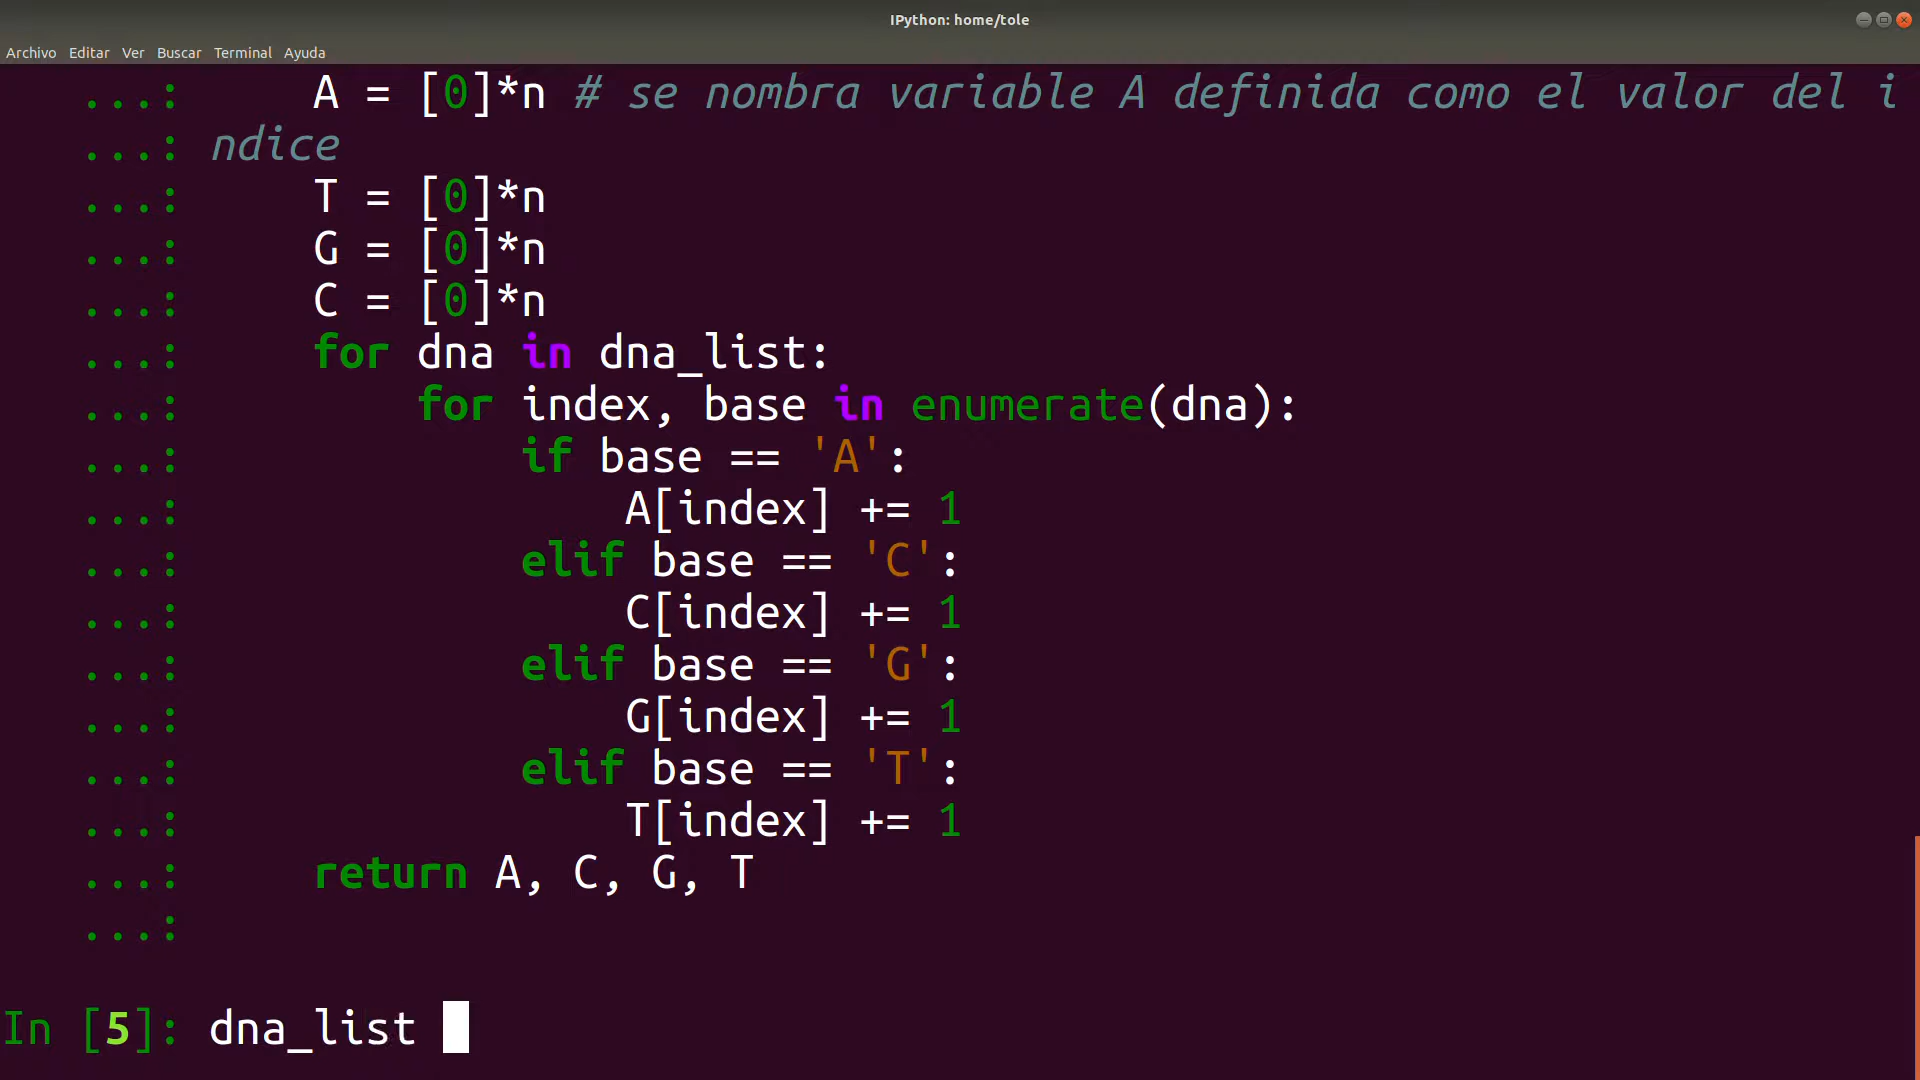 IPython: home/tole
Archivo Editar Ver Buscar Terminal Ayuda
...:     A = [0]*n # se nombra variable A definida como el valor del i
...: ndice
...:     T = [0]*n
...:     G = [0]*n
...:     C = [0]*n
...:     for dna in dna_list:
...:         for index, base in enumerate(dna):
...:             if base == 'A':
...:                 A[index] += 1
...:             elif base == 'C':
...:                 C[index] += 1
...:             elif base == 'G':
...:                 G[index] += 1
...:             elif base == 'T':
...:                 T[index] += 1
...:     return A, C, G, T
...:
In [5]: dna_list